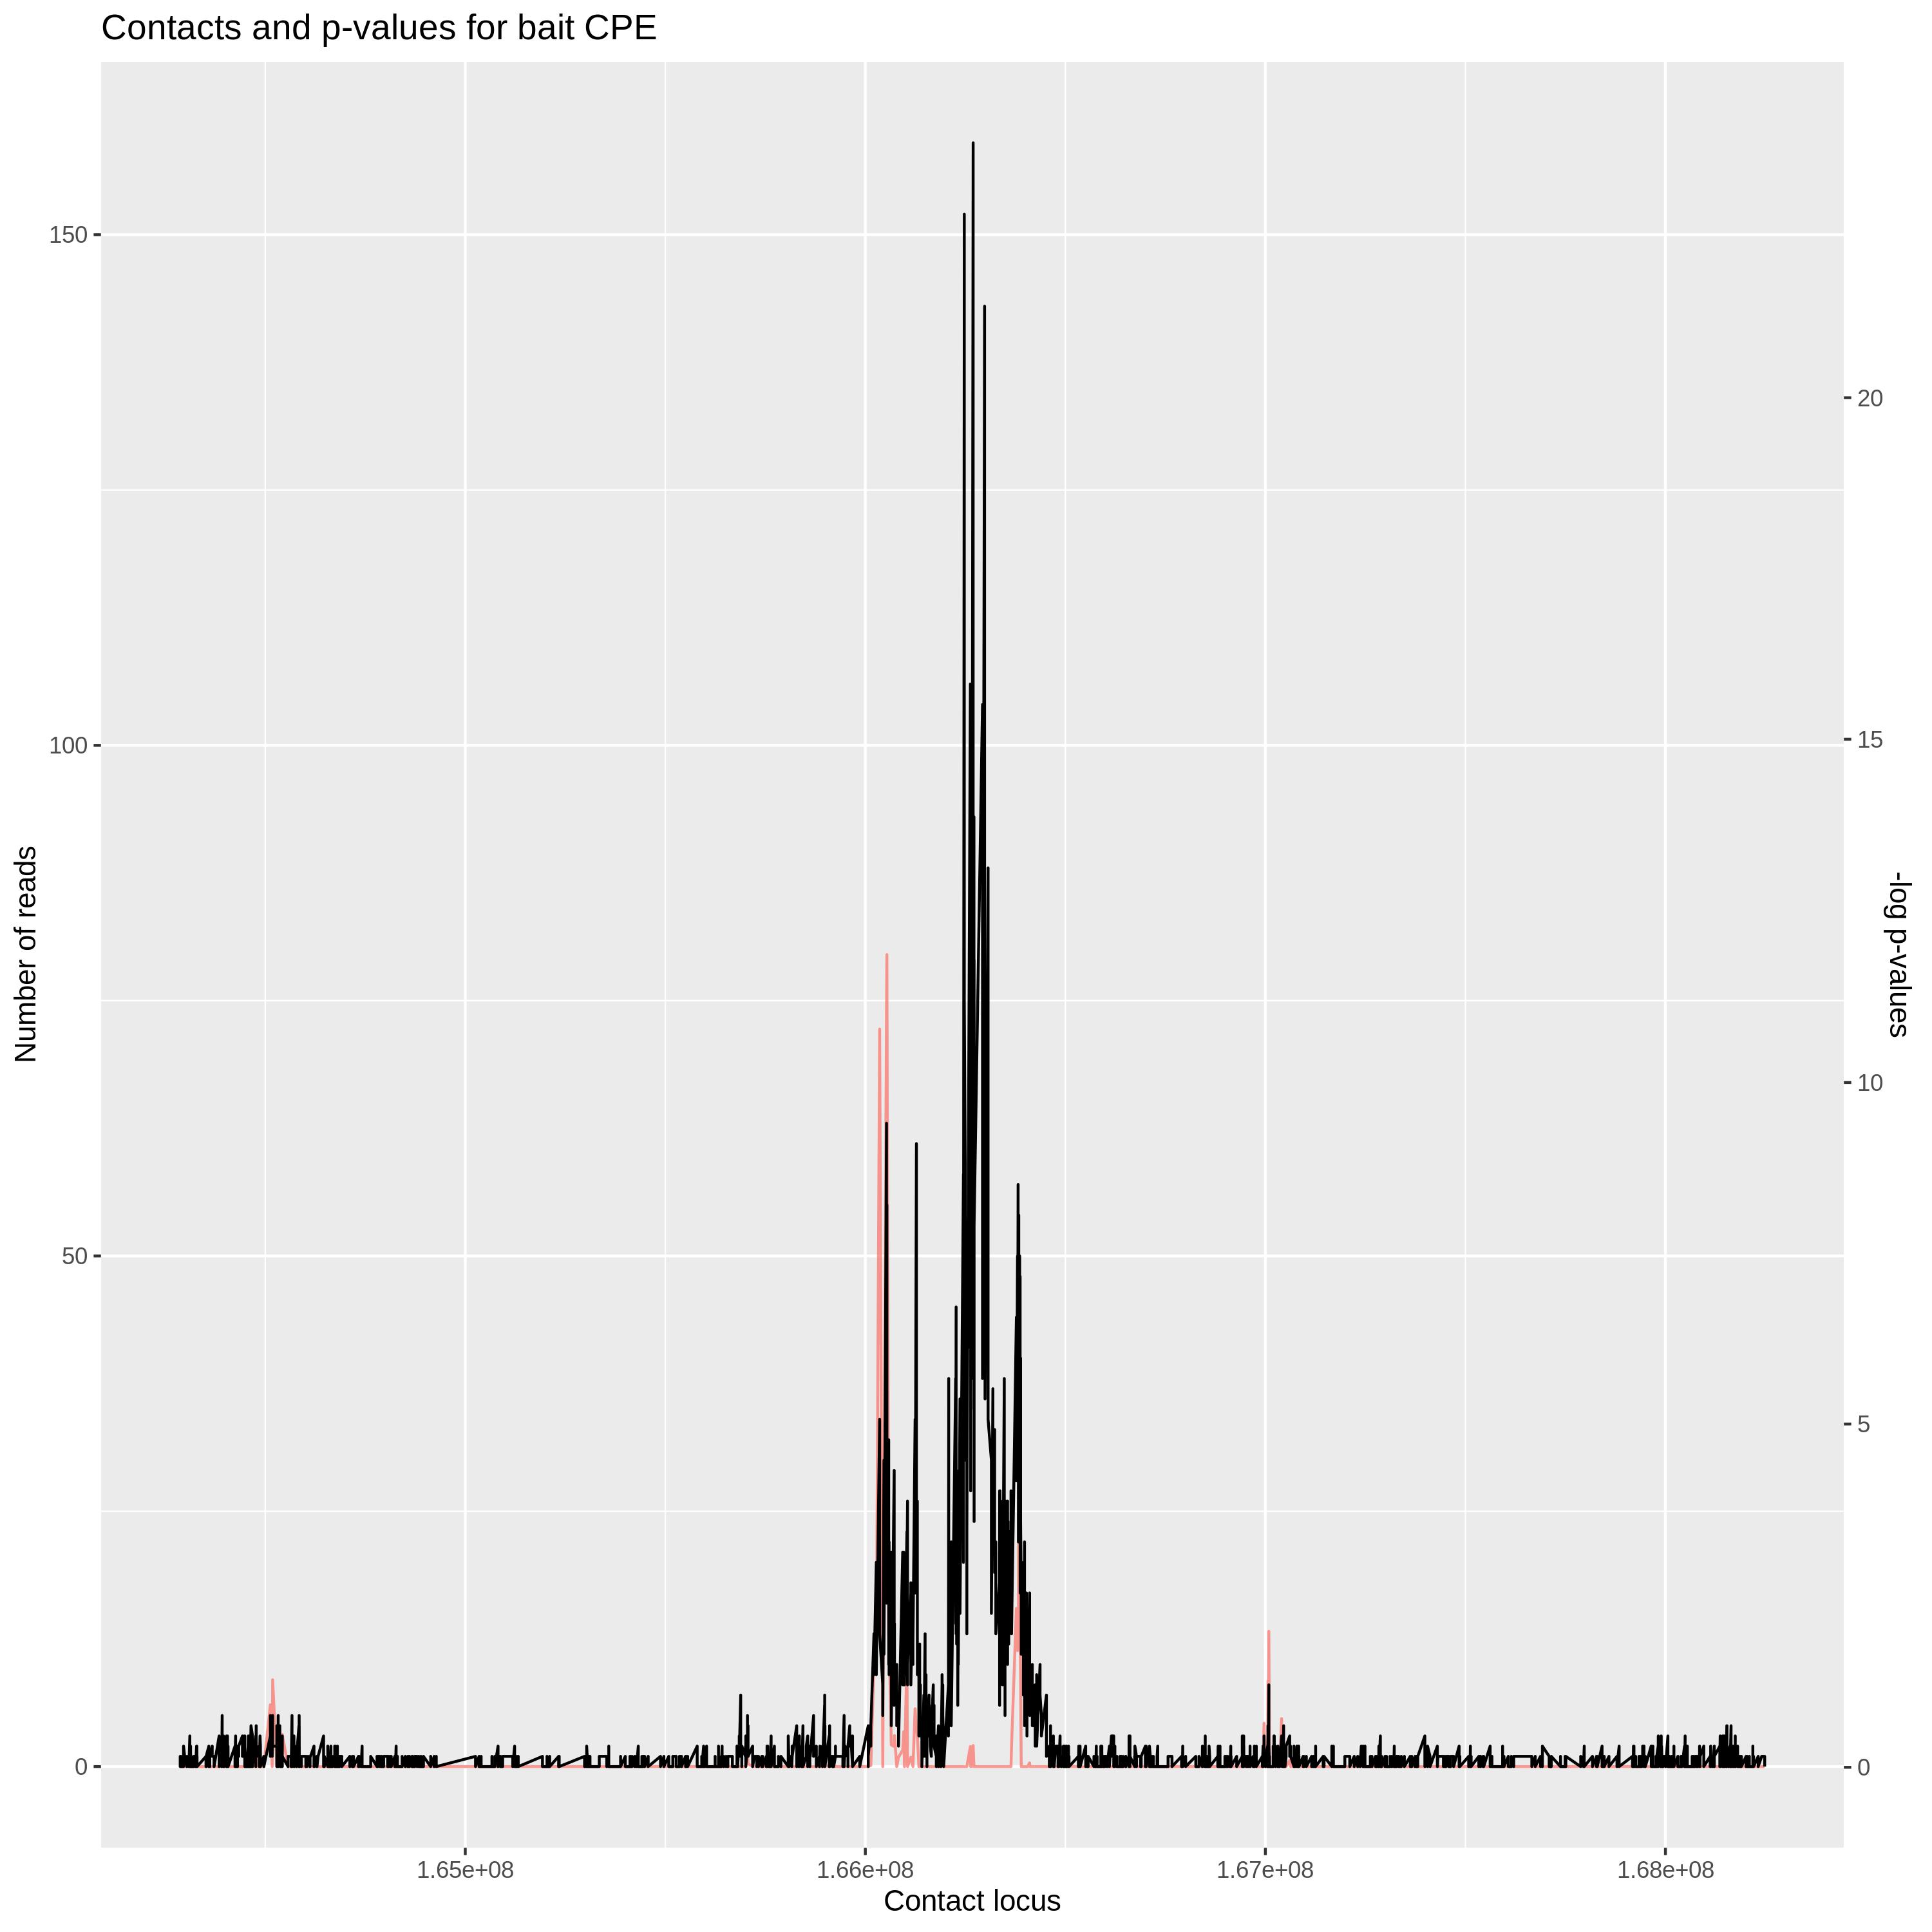 Contacts and p-values for bait CPE
150
100
50
0
Number of reads
20
15
10
5
0
-log p-values
1.65e+08
1.66e+08
1.67e+08
1.68e+08
Contact locus